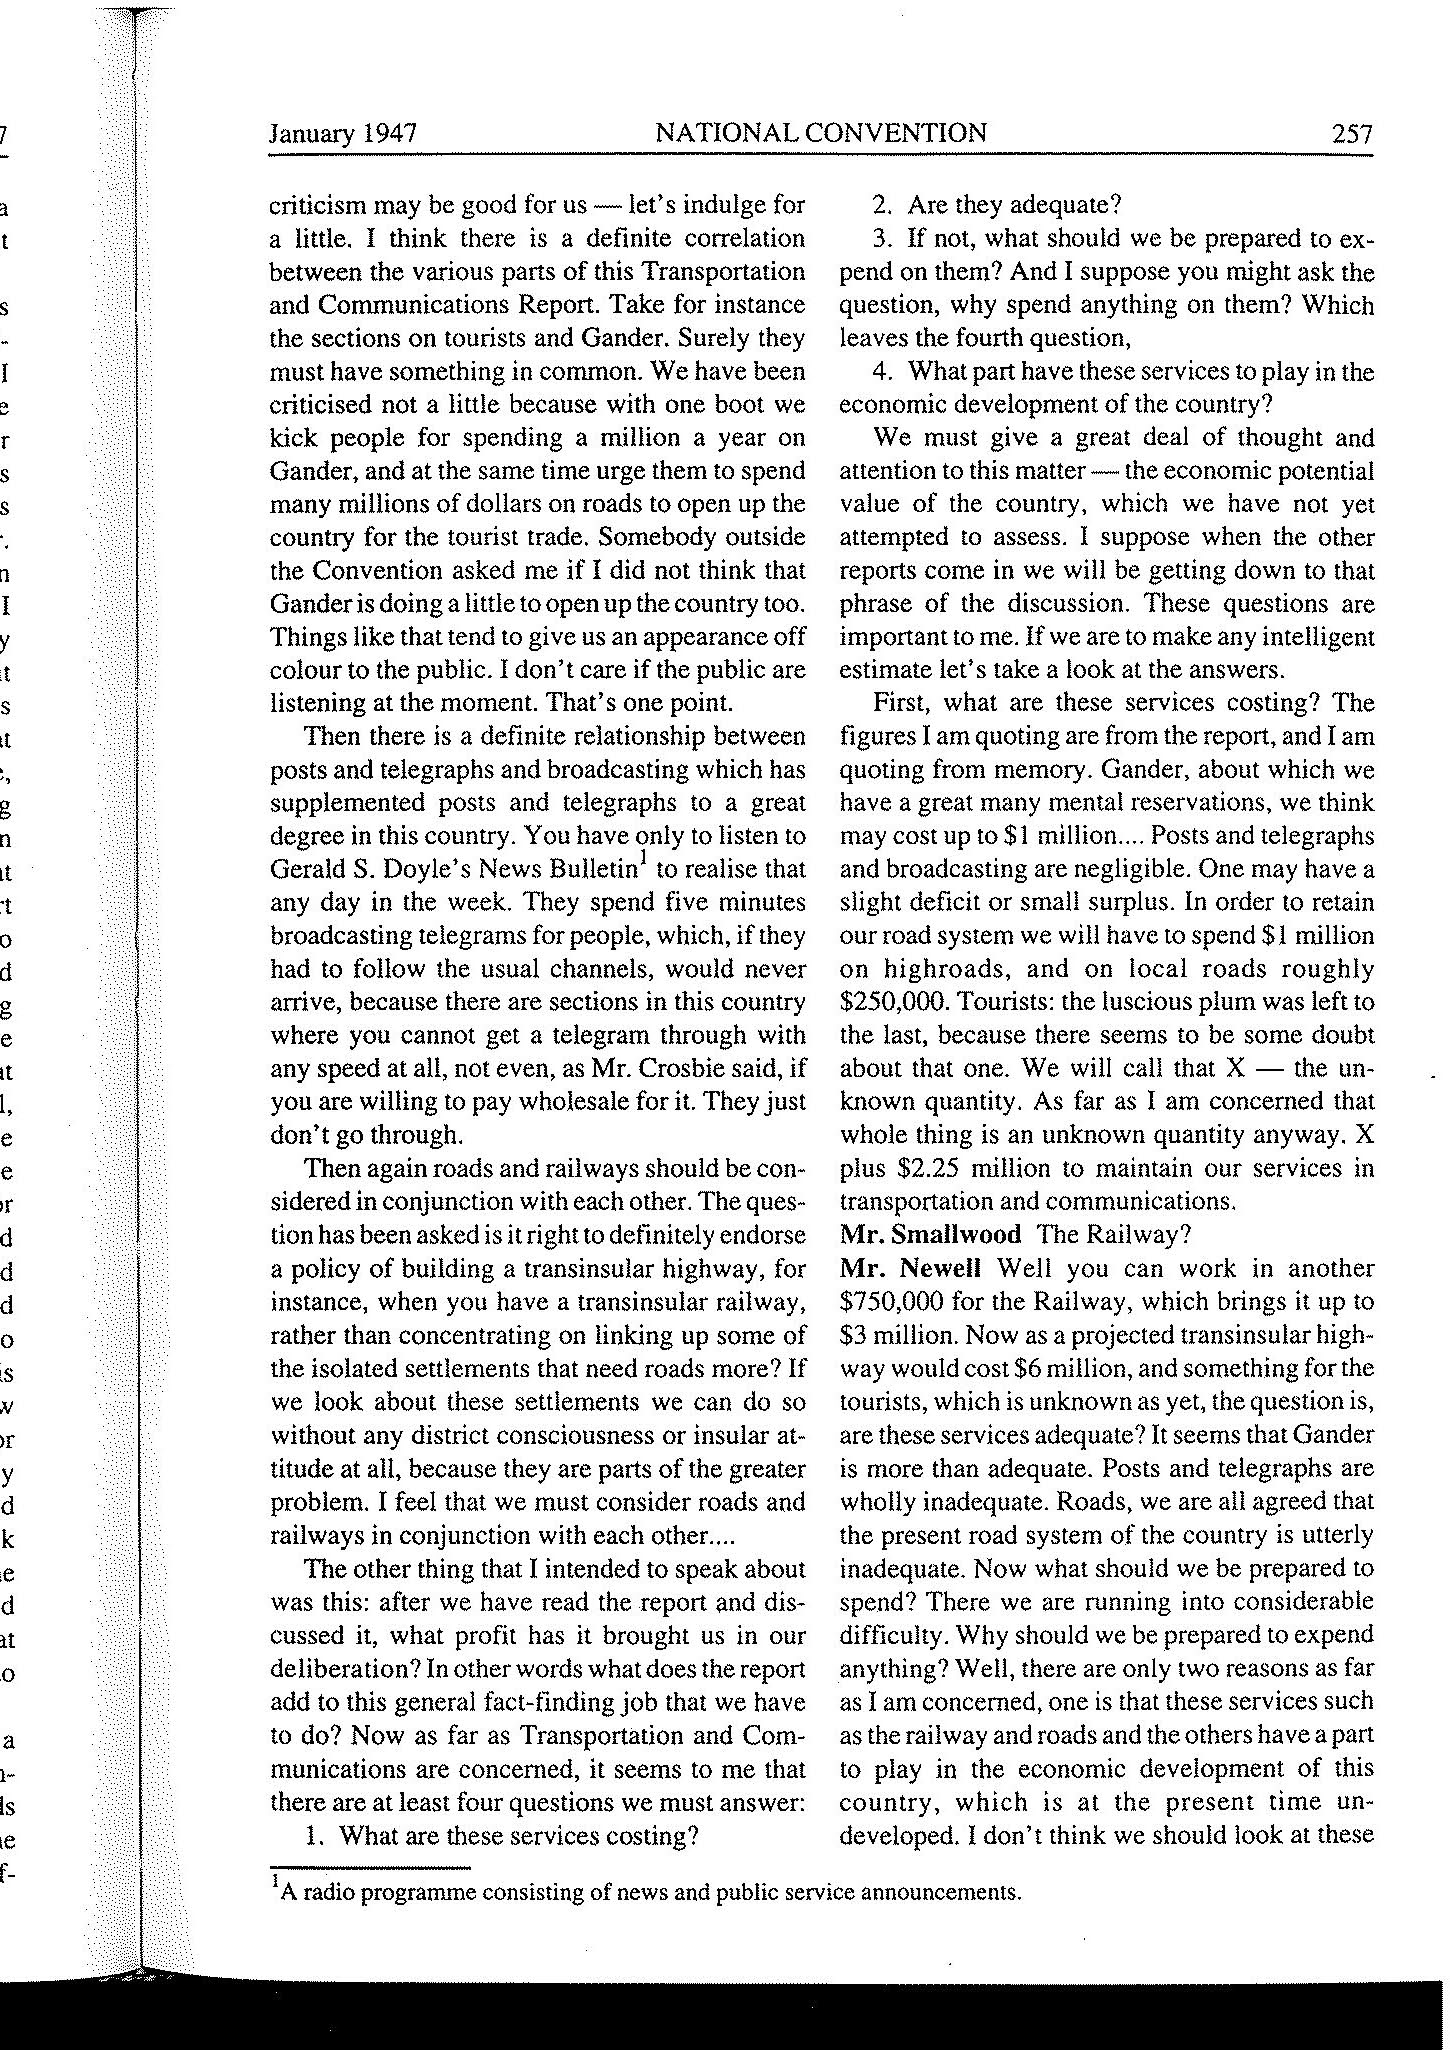 January 1947 NATIONAL CONVENTION 257
criticism may be good for us — let's indulge for
a little. I think there is a definite correlation
between the various parts of this Transportation
and Communications Report. Take for instance
the sections on tourists and Gander. Surely they
must have something in common. We have been
criticised not a little because with one boot we
kick people for spending a million a year on
Gander, and at the same time urge them to spend
many millions of dollars on roads to open up the
country for the tourist trade. Somebody outside
the Convention asked me if I did not think that
Gander is doing a little to open up the country too.
Things like that tend to give us an appearance off
colour to the public. I don't care if the public are
listening at the moment. That's one point.
Then there is a definite relationship between
posts and telegraphs and broadcasting which has
supplemented posts and telegraphs to a great
degree in this country. You have only to listen to
Gerald S. Doyle's News Bulletin1 to realise that
any day in the week. They spend five minutes
broadcasting telegrams for people, which, if they
had to follow the usual channels, would never
arrive, because there are sections in this country
where you cannot get a telegram through with
any speed at all, not even, as Mr. Crosbie said, if
you are willing to pay wholesale for it. They just
don't go through.
Then again roads and railways should be con-
sidered in conjunction with each other. The ques-
tion has been asked is it right to definitely endorse
a policy of building a transinsular highway, for
instance, when you have a transinsular railway,
rather than concentrating on linking up some of
the isolated settlements that need roads more? If
we look about these settlements we can do so
without any district consciousness or insular at-
titude at all, because they are parts of the greater
problem. I feel that we must consider roads and
railways in conjunction with each other....
The other thing that I intended to speak about
was this: after we have read the report and dis-
cussed it, what profit has it brought us in our
deliberation? In other words what does the report
add to this general fact-finding job that we have
to do? Now as far as Transportation and Com-
munications are concerned, it seems to me that
there are at least four questions we must answer:
1. What are these services costing?
2. Are they adequate?
3. If not, what should we be prepared to ex-
pend on them? And I suppose you might ask the
question, why spend anything on them? Which
leaves the fourth question,
4. What part have these services to play in the
economic development of the country?
We must give a great deal of thought and
attention to this matter — the economic potential
value of the country, which we have not yet
attempted to assess. I suppose when the other
reports come in we will be getting down to that
phrase of the discussion. These questions are
important to me. If we are to make any intelligent
estimate let's take a look at the answers.
First, what are these services costing? The
figures I am quoting are from the report, and I am
quoting from memory. Gander, about which we
have a great many mental reservations, we think
may cost up to $1 million.... Posts and telegraphs
and broadcasting are negligible. One may have a
slight deficit or small surplus. In order to retain
our road system we will have to spend $1 million
on highroads, and on local roads roughly
$250,000. Tourists: the luscious plum was left to
the last, because there seems to be some doubt
about that one. We will call that X — the un-
known quantity. As far as I am concerned that
whole thing is an unknown quantity anyway. X
plus $2.25 million to maintain our services in
transportation and communications.
Mr. Smallwood The Railway?
Mr. Newell Well you can work in another
$750,000 for the Railway, which brings it up to
$3 million. Now as a projected transinsular high-
way would cost $6 million, and something for the
tourists, which is unknown as yet, the question is,
are these services adequate? It seems that Gander
is more than adequate. Posts and telegraphs are
wholly inadequate. Roads, we are all agreed that
the present road system of the country is utterly
inadequate. Now what should we be prepared to
spend? There we are running into considerable
difficulty. Why should we be prepared to expend
anything? Well, there are only two reasons as far
as I am concerned, one is that these services such
as the railway and roads and the others have a part
to play in the economic development of this
country, which is at the present time un-
developed. I don't think we should look at these
1A radio programme consisting of news and public service announcements.